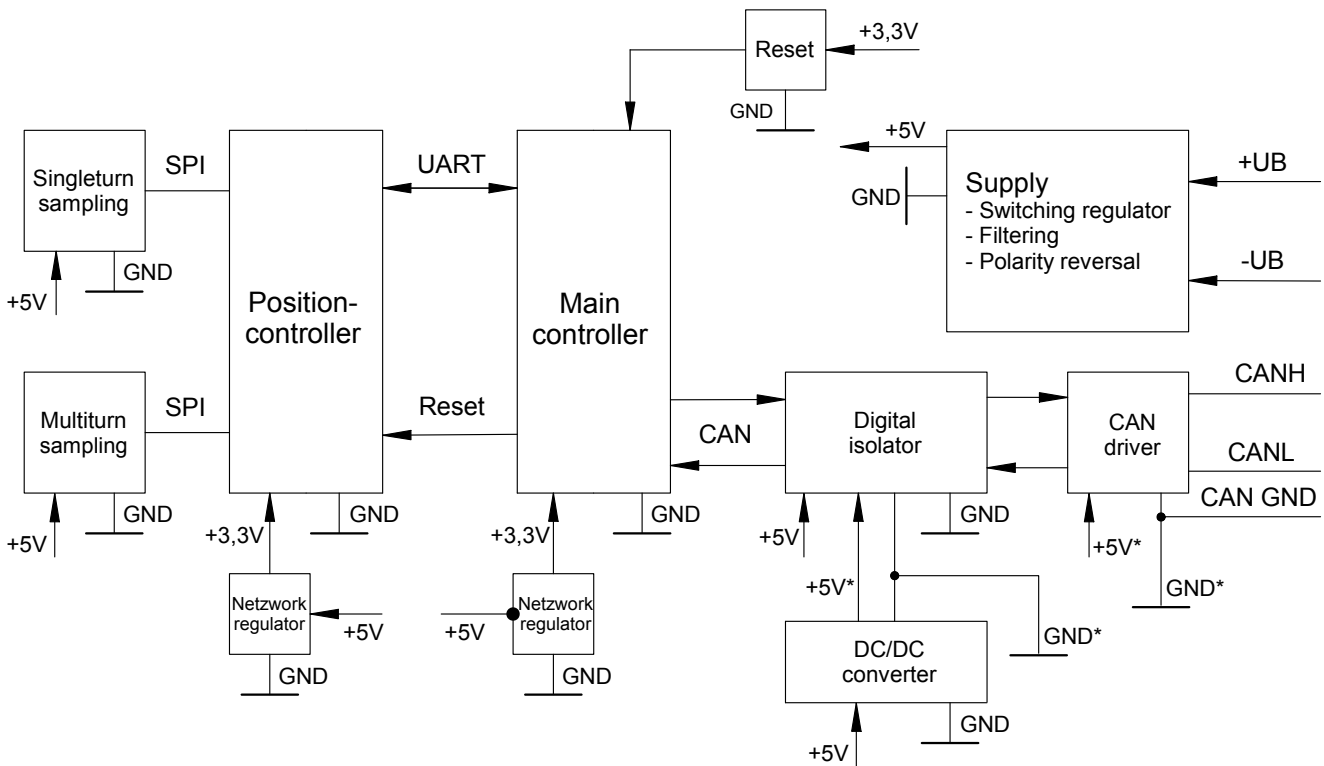 Reset
+3,3V
GND
+5V
GND
Supply
- Switching regulator
- Filtering
- Polarity reversal
+UB
-UB
Singleturn
sampling
SPI
GND
+5V
Position-
controller
UART
Main
controller
Reset
Multiturn
sampling
SPI
GND
+5V
GND
+3,3V
GND
+3,3V
CAN
Digital
isolator
GND
+5V
+5V*
CAN
driver
CANH
CANL
CAN GND
+5V*
GND*
Netzwork
regulator
+5V
GND
+5V
Netzwork
regulator
GND
GND*
DC/DC
converter
GND
+5V